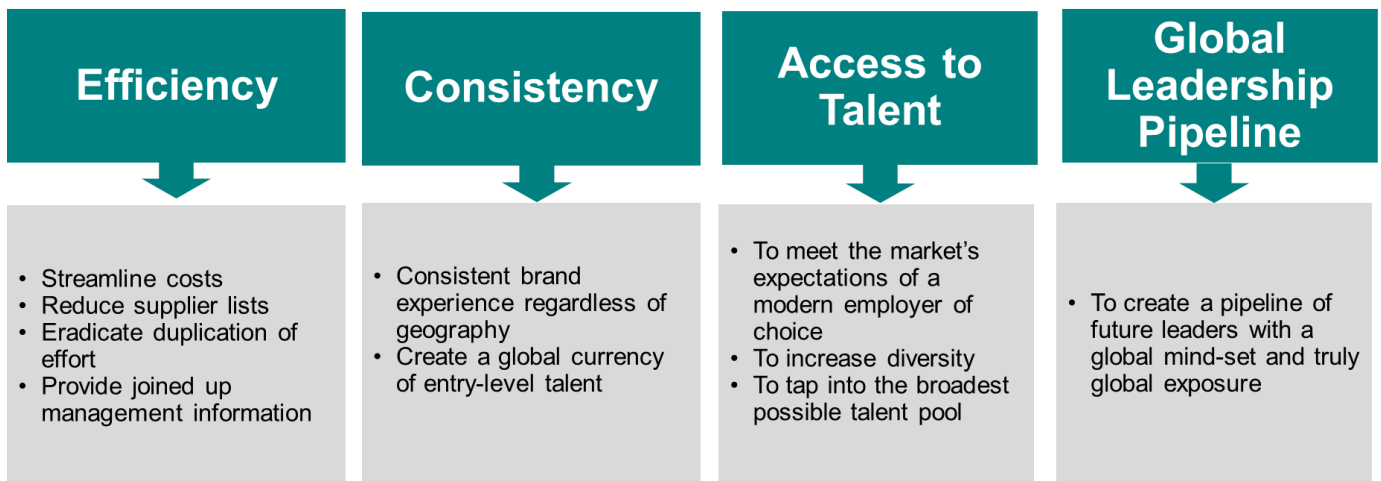 Efficiency
• Streamline costs
• Reduce supplier lists
• Eradicate duplication of
effort
• Provide joined up
management information
Consistency
• Consistent brand
experience regardless of
geography
• Create a global currency
of entry-level talent
Access to
Talent
• To meet the market’s
expectations of a
modern employer of
choice
• To increase diversity
• To tap into the broadest
possible talent pool
Global
Leadership
Pipeline
• To create a pipeline of
future leaders with a
global mind-set and truly
global exposure